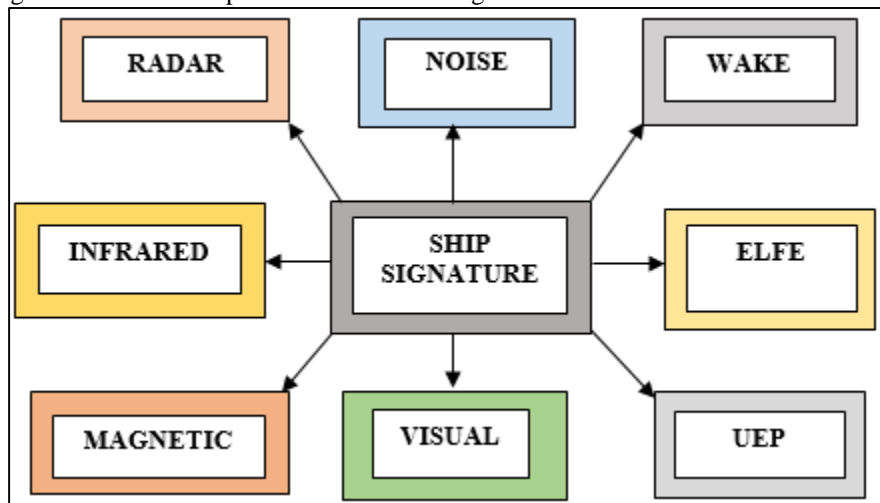 RADAR
NOISE
WAKE
INFRARED
SHIP
SIGNATURE
ELFE
MAGNETIC
VISUAL
UEP